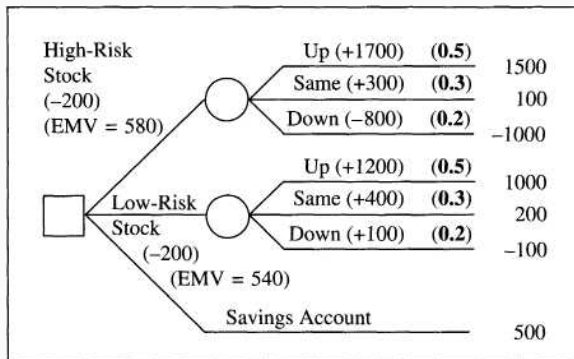 High-Risk
Stock
(−200)
(EMV = 580)
Up (+1700) (0.5) 1500
Same (+300) (0.3) 100
Down (−800) (0.2) −1000
Low-Risk
Stock
(−200)
(EMV = 540)
Up (+1200) (0.5) 1000
Same (+400) (0.3) 200
Down (+100) (0.2) −100
Savings Account 500